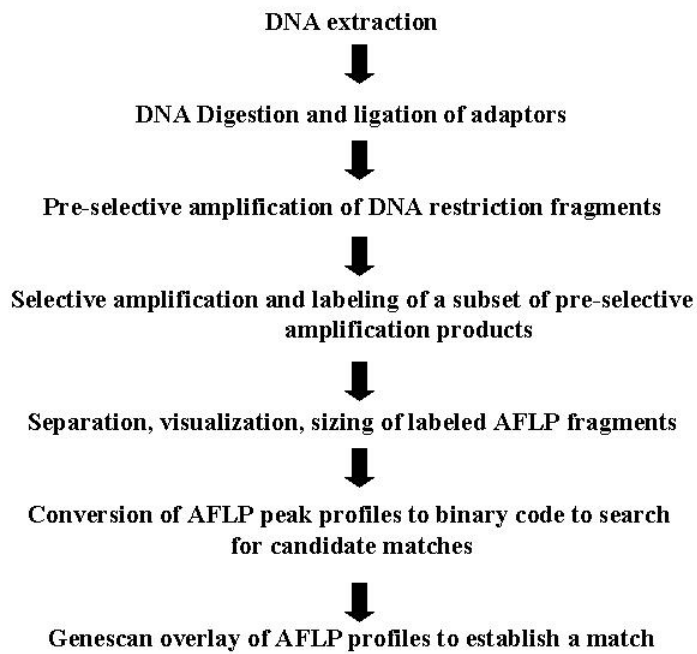 DNA extraction
DNA Digestion and ligation of adaptors
Pre-selective amplification of DNA restriction fragments
Selective amplification and labeling of a subset of pre-selective
amplification products
Separation, visualization, sizing of labeled AFLP fragments
Conversion of AFLP peak profiles to binary code to search
for candidate matches
Genescan overlay of AFLP profiles to establish a match